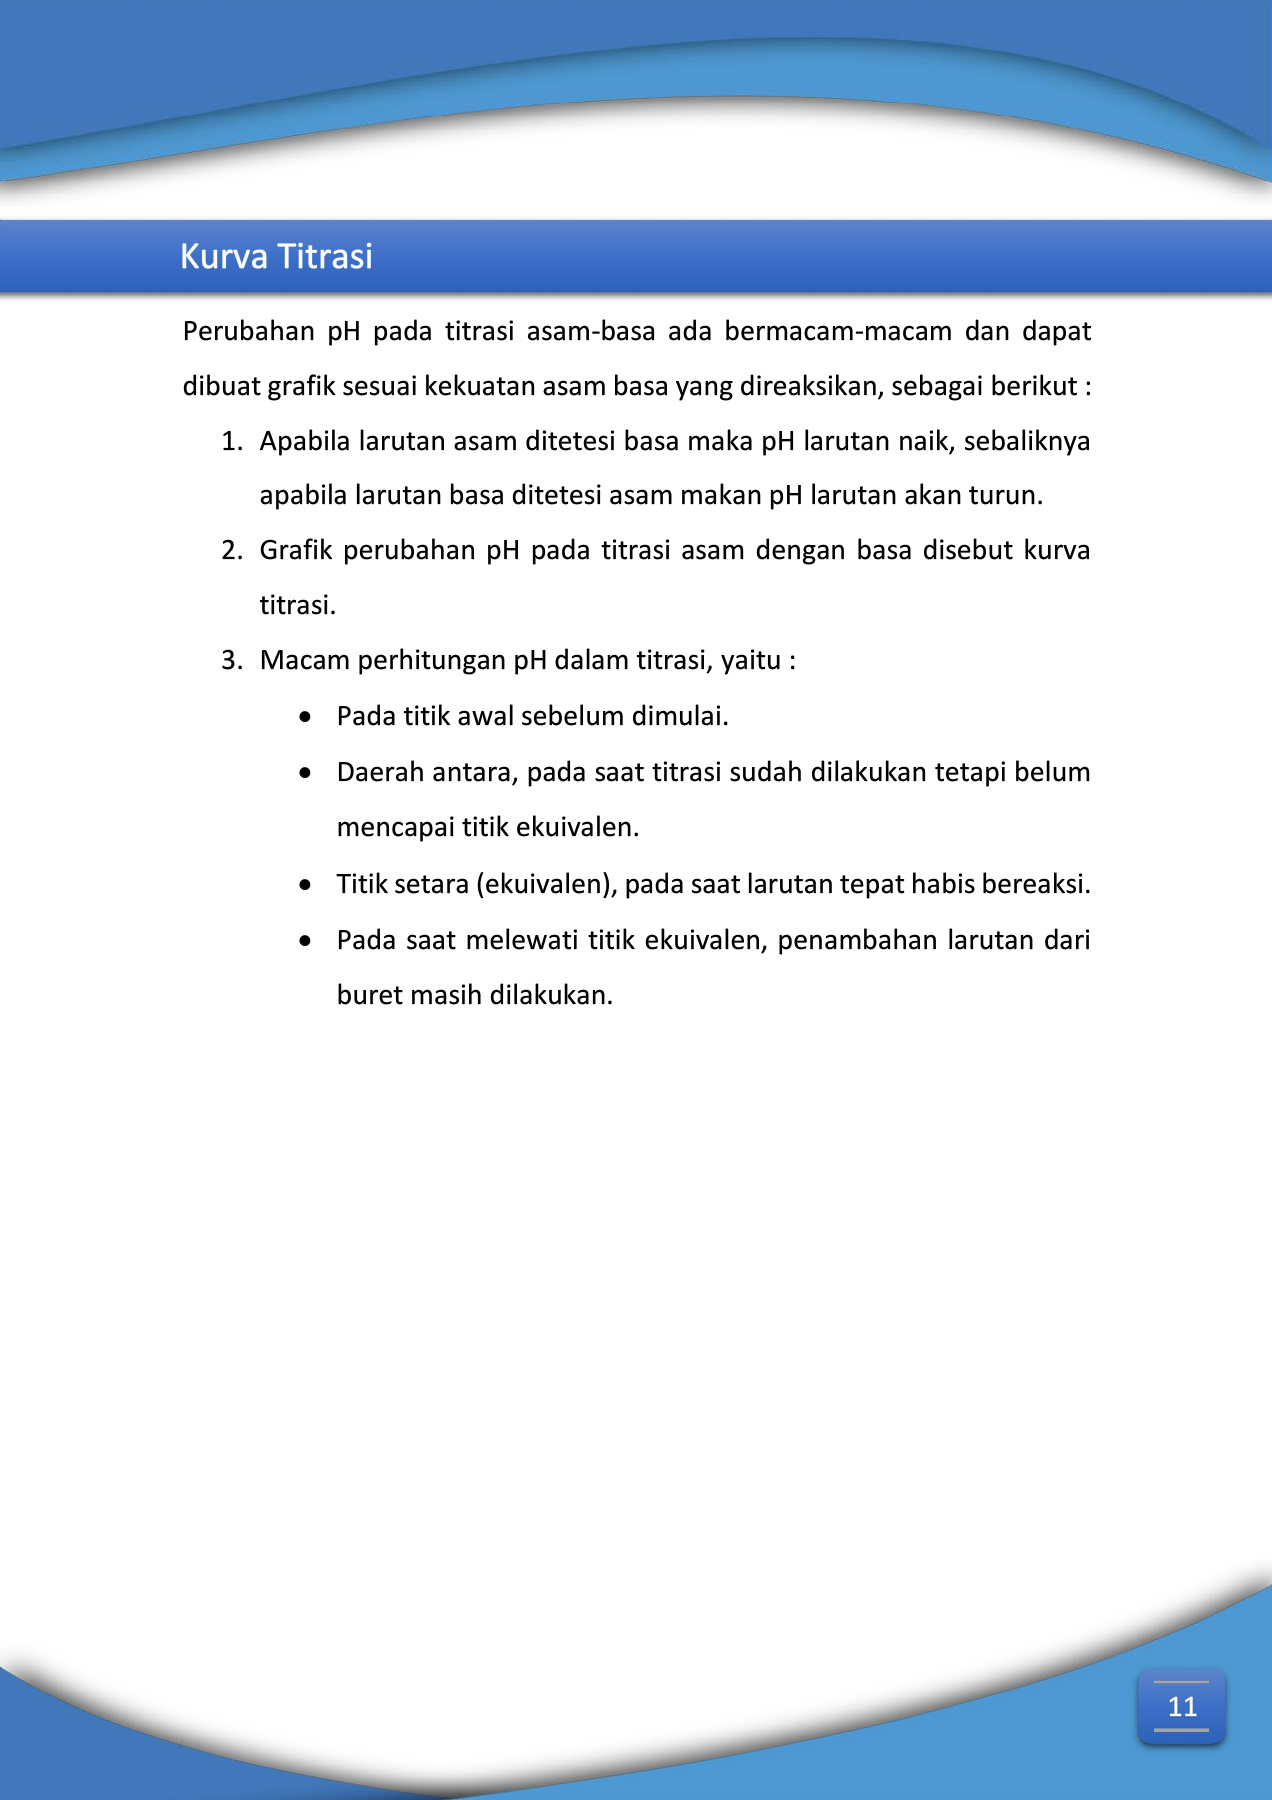 Kurva Titrasi
Perubahan pH pada titrasi asam-basa ada bermacam-macam dan dapat
dibuat grafik sesuai kekuatan asam basa yang direaksikan, sebagai berikut :
1. Apabila larutan asam ditetesi basa maka pH larutan naik, sebaliknya
apabila larutan basa ditetesi asam makan pH larutan akan turun.
2. Grafik perubahan pH pada titrasi asam dengan basa disebut kurva
titrasi.
3. Macam perhitungan pH dalam titrasi, yaitu :
• Pada titik awal sebelum dimulai.
• Daerah antara, pada saat titrasi sudah dilakukan tetapi belum
mencapai titik ekuivalen.
• Titik setara (ekuivalen), pada saat larutan tepat habis bereaksi.
• Pada saat melewati titik ekuivalen, penambahan larutan dari
buret masih dilakukan.
11